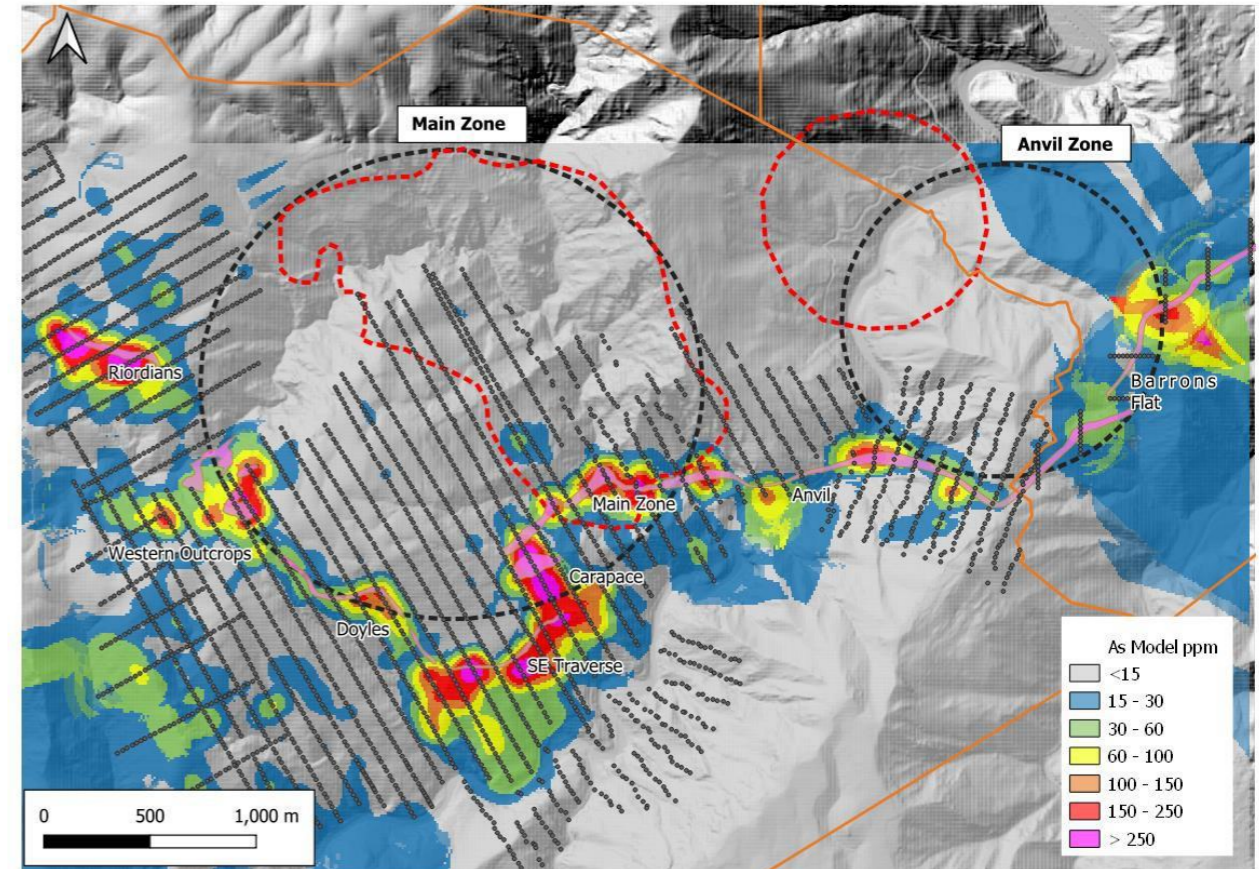 Main Zone
Anvil Zone
Riordians
Barrons
Flat
Main Zone
Anvil
Western Outcrops
Carapace
Doyles
SE Traverse
As Model ppm
<15
15 - 30
30 - 60
60 - 100
100 - 150
150 - 250
> 250
0 500 1,000 m